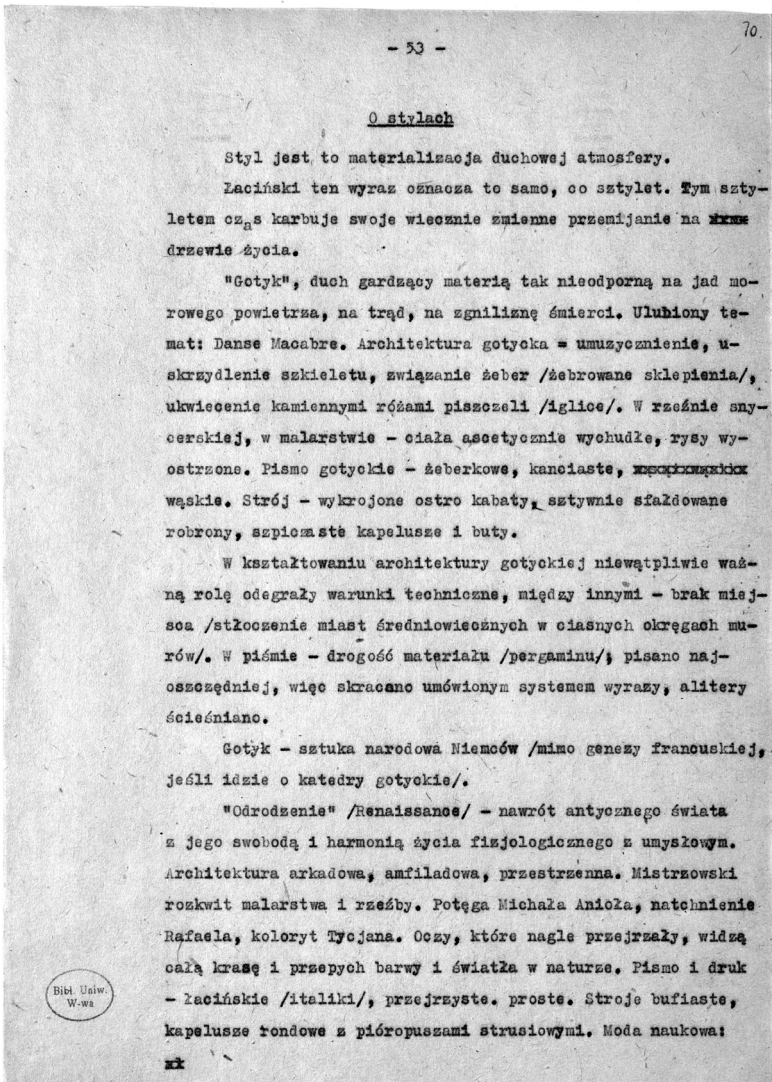 70.
- 53 -
O stylach
Styl jest to materializacja duchowej atmosfery.
Łaciński ten wyraz oznacza to samo, co sztylet. Tym szty-
letem czas karbuje swoje wiecznie zmienne przemijanie na
drzewie życia.
"Gotyk", duch gardzący materią tak nieodporną na jad mo-
rowego powietrza, na trąd, na zgniliznę śmierci. Ulubiony te-
mat: Danse Macabre. Architektura gotycka = umuzycznienie, u-
skrzydlenie szkieletu, związanie żeber /żebrowane sklepienia/,
ukwiecenie kamiennymi różami piszczeli /iglice/. W rzeźnie sny-
cerskiej, w malarstwie - ciała ascetycznie wychudłe, rysy wy-
ostrzone. Pismo gotyckie - żeberkowe, kanciaste,
wąskie. Strój - wykrojone ostro kabaty, sztywnie sfałdowane
robrony, szpiczaste kapelusze i buty.
W kształtowaniu architektury gotyckiej niewątpliwie waż-
ną rolę odegrały warunki techniczne, między innymi - brak miej-
sca /stłoczenie miast średniowiecznych w ciasnych okręgach mu-
rów/. W piśmie - drogość materiału /pergaminu/, pisano naj-
oszczędniej, więc skracano umówionym systemem wyrazy, alitery
ścieśniano.
Gotyk - sztuka narodowa Niemców /mimo genezy francuskiej,
jeśli idzie o katedry gotyckie/.
"Odrodzenie" /Renaissance/ - nawrót antycznego świata
z jego swobodą i harmonią życia fizjologicznego z umysłowym.
Architektura arkadowa, amfiladowa, przestrzenna. Mistrzowski
rozkwit malarstwa i rzeźby. Potęga Michała Anioła, natchnienie
Rafaela, koloryt Tycjana. Oczy, które nagle przejrzały, widzą
całą krasę i przepych barwy i światła w naturze. Pismo i druk
- łacińskie /italiki/, przejrzyste. proste. Stroje bufiaste,
kapelusze rondowe z pióropuszami strusiowymi. Moda naukowa:
Bibl. Uniw.
W-wa